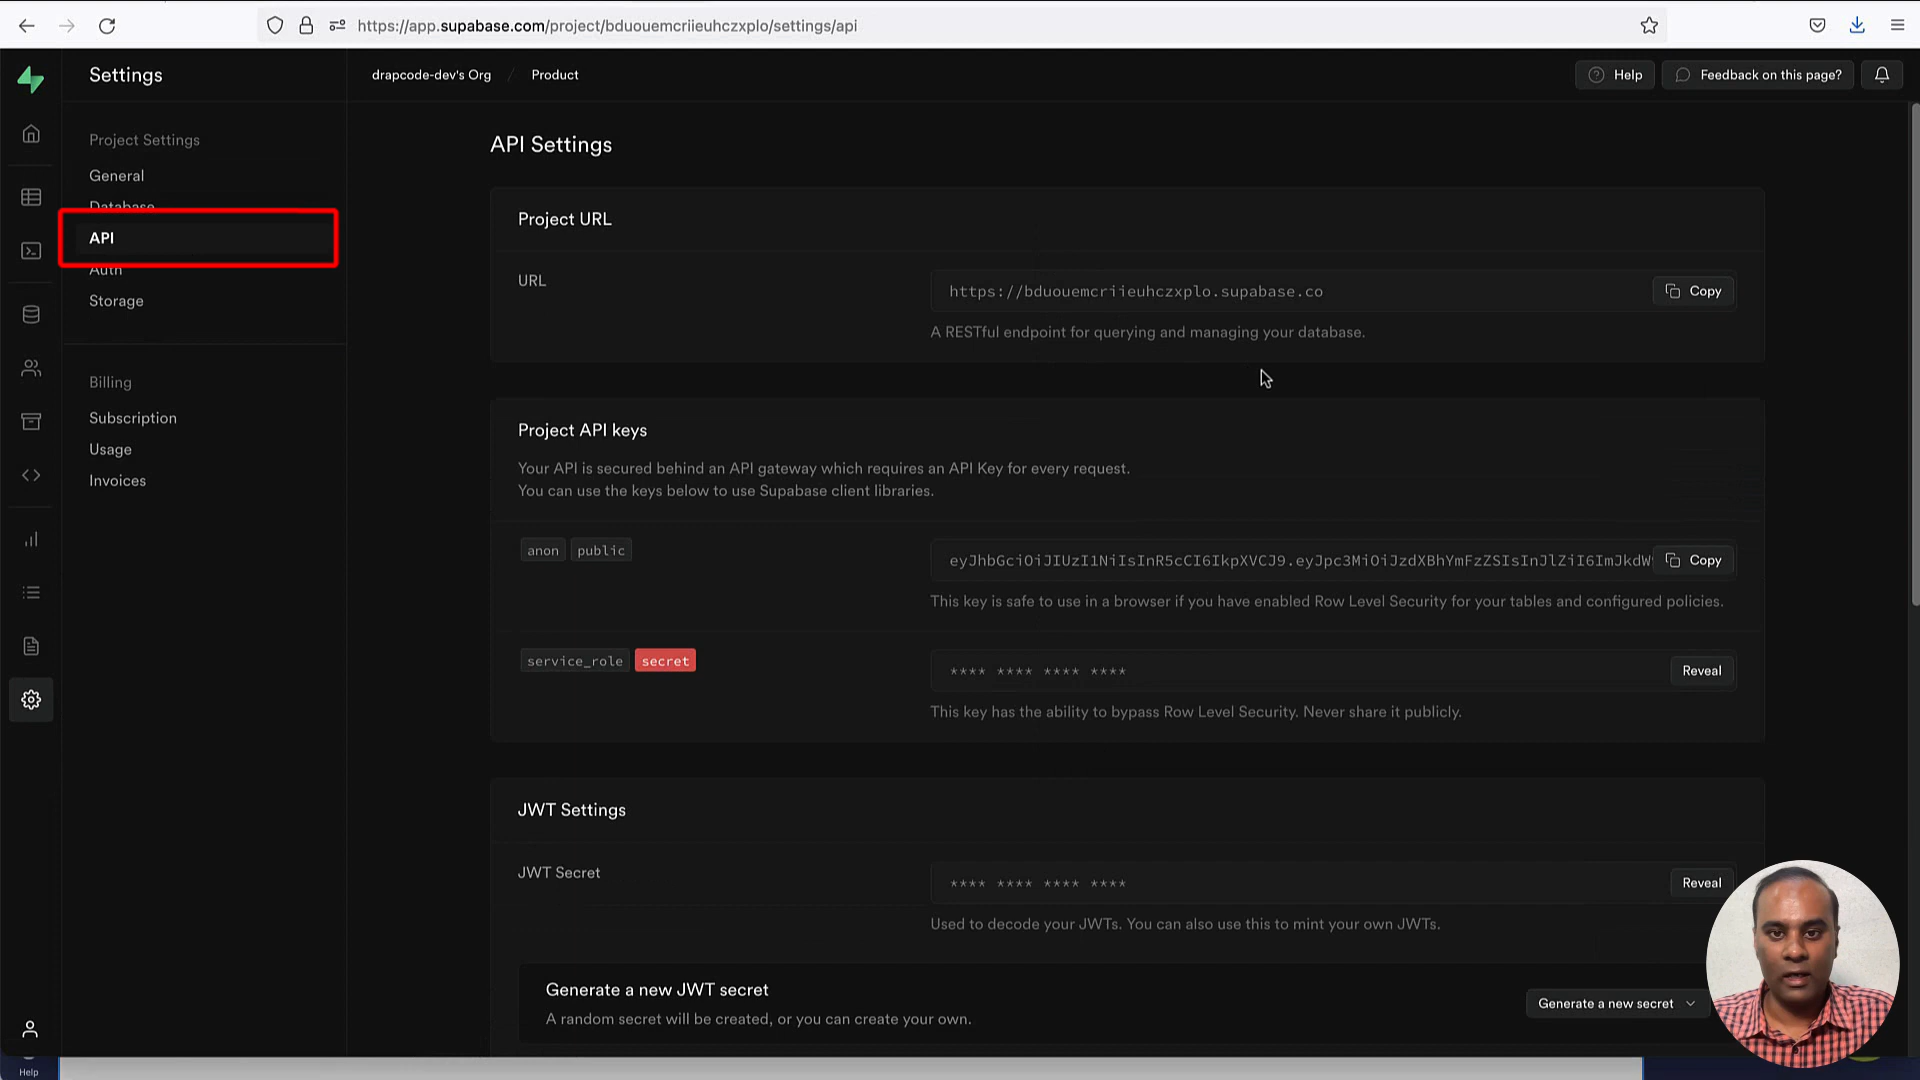 https://app.supabase.com/project/bduouemcriieuhczxplo/settings/api
Settings
drapcode-dev's Org / Product
Help
Feedback on this page?
Project Settings
General
Database
API
Auth
Storage
Billing
Subscription
Usage
Invoices
API Settings
Project URL
URL
https://bduouemcriieuhczxplo.supabase.co
Copy
A RESTful endpoint for querying and managing your database.
Project API keys
Your API is secured behind an API gateway which requires an API Key for every request.
You can use the keys below to use Supabase client libraries.
anon public
eyJhbGciOiJIUzI1NiIsInR5cCI6IkpXVCJ9.eyJpc3MiOiJzdXBhYmFzZSIsInJlZiI6ImJkdW
Copy
This key is safe to use in a browser if you have enabled Row Level Security for your tables and configured policies.
service_role secret
**** **** **** ****
Reveal
This key has the ability to bypass Row Level Security. Never share it publicly.
JWT Settings
JWT Secret
**** **** **** ****
Reveal
Used to decode your JWTs. You can also use this to mint your own JWTs.
Generate a new JWT secret
A random secret will be created, or you can create your own.
Generate a new secret
Help